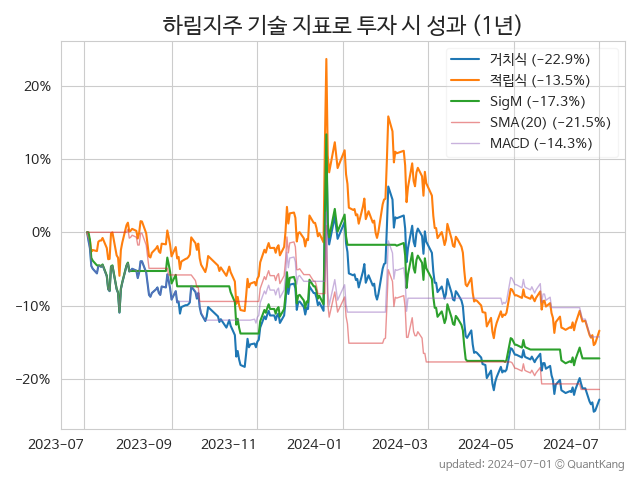 하림지주 기술 지표로 투자 시 성과 (1년)
거치식 (−22.9%)
적립식 (−13.5%)
SigM (−17.3%)
SMA(20) (−21.5%)
MACD (−14.3%)
20%
10%
0%
−10%
−20%
2023-07
2023-09
2023-11
2024-01
2024-03
2024-05
2024-07
updated: 2024-07-01 © QuantKang